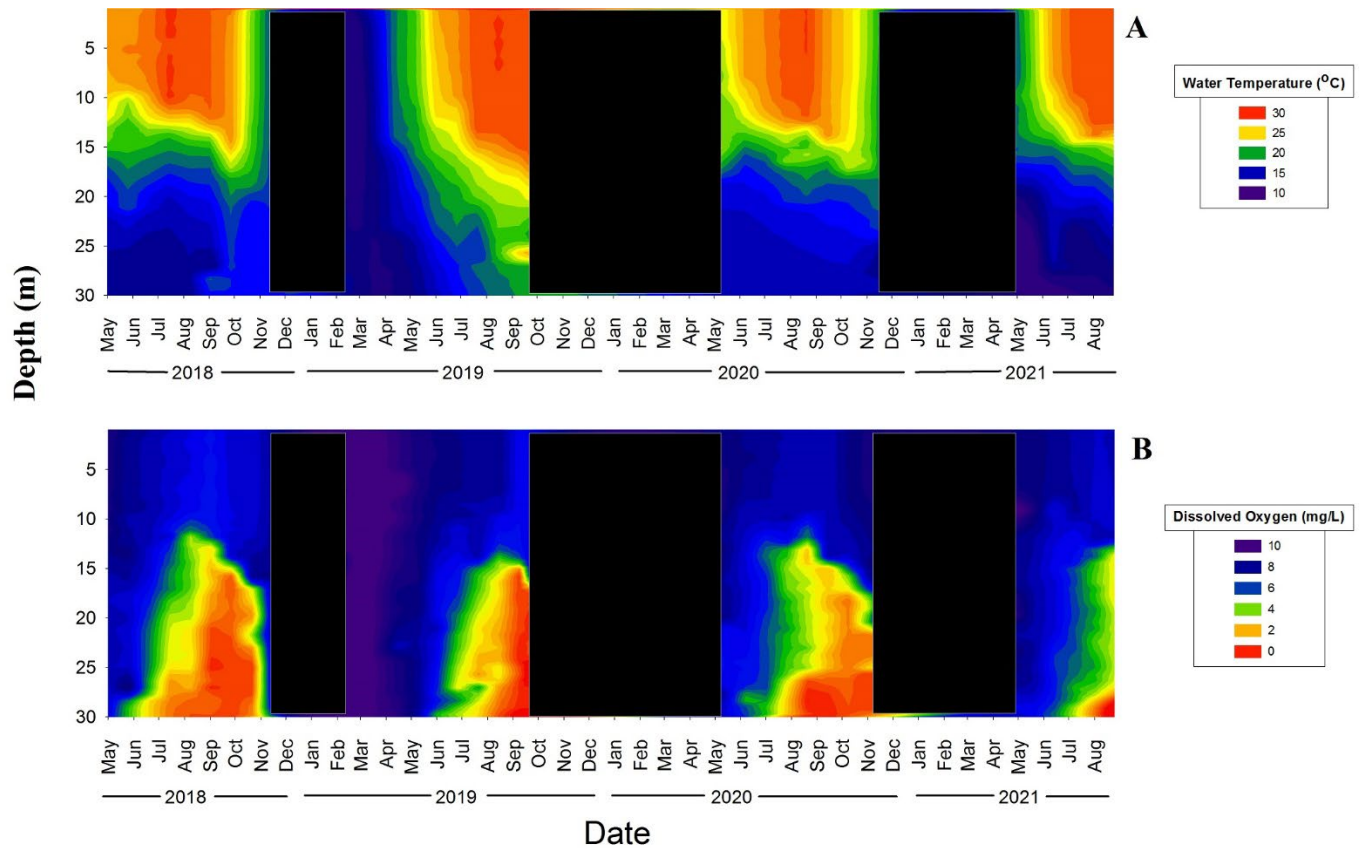 A
Water Temperature (°C)
30
25
20
15
10
5
10
15
20
25
30
May Jun Jul Aug Sep Oct Nov Dec Jan Feb Mar Apr May Jun Jul Aug Sep Oct Nov Dec Jan Feb Mar Apr May Jun Jul Aug Sep Oct Nov Dec Jan Feb Mar Apr May Jun Jul Aug
2018 2019 2020 2021
Depth (m)
B
Dissolved Oxygen (mg/L)
10
8
6
4
2
0
5
10
15
20
25
30
May Jun Jul Aug Sep Oct Nov Dec Jan Feb Mar Apr May Jun Jul Aug Sep Oct Nov Dec Jan Feb Mar Apr May Jun Jul Aug Sep Oct Nov Dec Jan Feb Mar Apr May Jun Jul Aug
2018 2019 2020 2021
Date